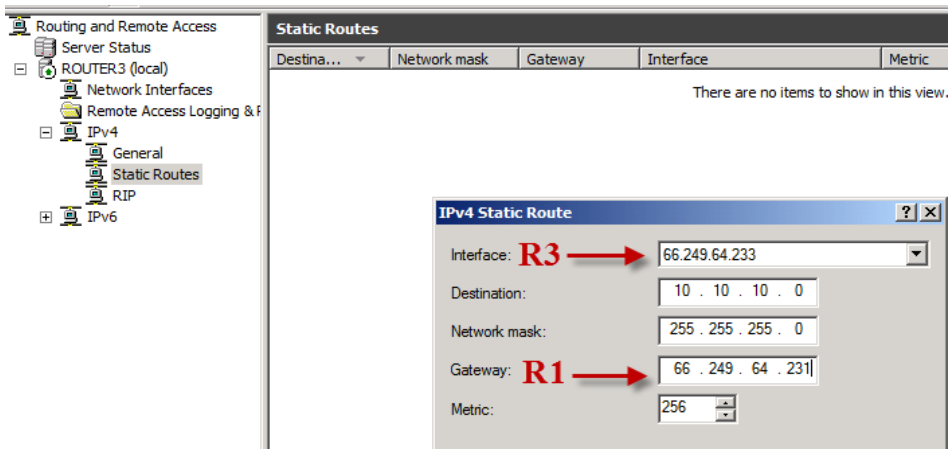 Routing and Remote Access
Server Status
ROUTER3 (local)
Network Interfaces
Remote Access Logging & F
IPv4
General
Static Routes
RIP
IPv6
Static Routes
Destina... Network mask Gateway Interface Metric
There are no items to show in this view.
IPv4 Static Route
Interface: R3 66.249.64.233
Destination: 10 . 10 . 10 . 0
Network mask: 255 . 255 . 255 . 0
Gateway: R1 66 . 249 . 64 . 231
Metric: 256